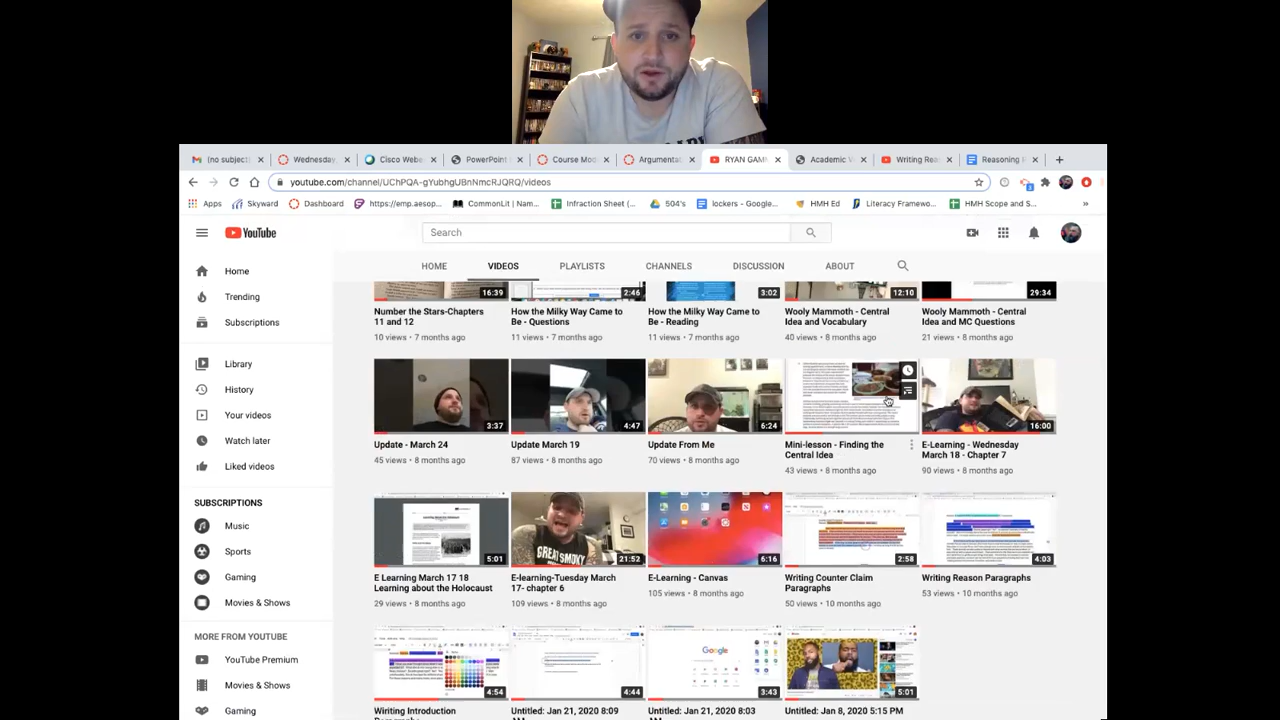 (no subject
Wednesday,
Cisco Webe
PowerPoint
Course Mod
Argumenta
RYAN GAM
Academic V
Writing Rea
Reasoning
youtube.com/channel/UChPQA-gYubhgUBnNmcRJQRQ/videos
Apps
Skyward
Dashboard
https://emp.aesop...
CommonLit | Nam...
Infraction Sheet (...
504's
lockers - Google...
HMH Ed
Literacy Framewo...
HMH Scope and S...
»
YouTube
Search
HOME
VIDEOS
PLAYLISTS
CHANNELS
DISCUSSION
ABOUT
Home
Trending
Subscriptions
Library
History
Your videos
Watch later
Liked videos
SUBSCRIPTIONS
Music
Sports
Gaming
Movies & Shows
MORE FROM YOUTUBE
YouTube Premium
Movies & Shows
Gaming
16:39
Number the Stars-Chapters
11 and 12
10 views • 7 months ago
2:46
How the Milky Way Came to
Be - Questions
11 views • 7 months ago
3:02
How the Milky Way Came to
Be - Reading
11 views • 7 months ago
12:10
Wooly Mammoth - Central
Idea and Vocabulary
40 views • 8 months ago
29:34
Wooly Mammoth - Central
Idea and MC Questions
21 views • 8 months ago
3:37
Update - March 24
45 views • 8 months ago
4:47
Update March 19
87 views • 8 months ago
6:24
Update From Me
70 views • 8 months ago
Mini-lesson - Finding the
Central Idea
43 views • 8 months ago
16:00
E-Learning - Wednesday
March 18 - Chapter 7
90 views • 8 months ago
5:01
E Learning March 17 18
Learning about the Holocaust
29 views • 8 months ago
GREAT SMOKY
21:52
E-learning-Tuesday March
17- chapter 6
109 views • 8 months ago
6:16
E-Learning - Canvas
105 views • 8 months ago
2:58
Writing Counter Claim
Paragraphs
50 views • 10 months ago
4:03
Writing Reason Paragraphs
53 views • 10 months ago
4:54
Wiriting Introduction
4:44
Untitled: Jan 21, 2020 8:09
Google
3:43
Untitled: Jan 21, 2020 8:03
5:01
Untitled: Jan 8, 2020 5:15 PM